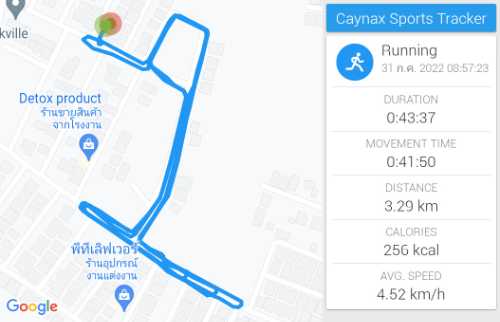 kville
Detox product
ร้านขายสินค้า
จากโรงงาน
พีทีเลิฟเวอร์
ร้านอุปกรณ์
งานแต่งงาน
Google
Caynax Sports Tracker
Running
31 ก.ค. 2022 08:57:23
DURATION
0:43:37
MOVEMENT TIME
0:41:50
DISTANCE
3.29 km
CALORIES
256 kcal
AVG. SPEED
4.52 km/h